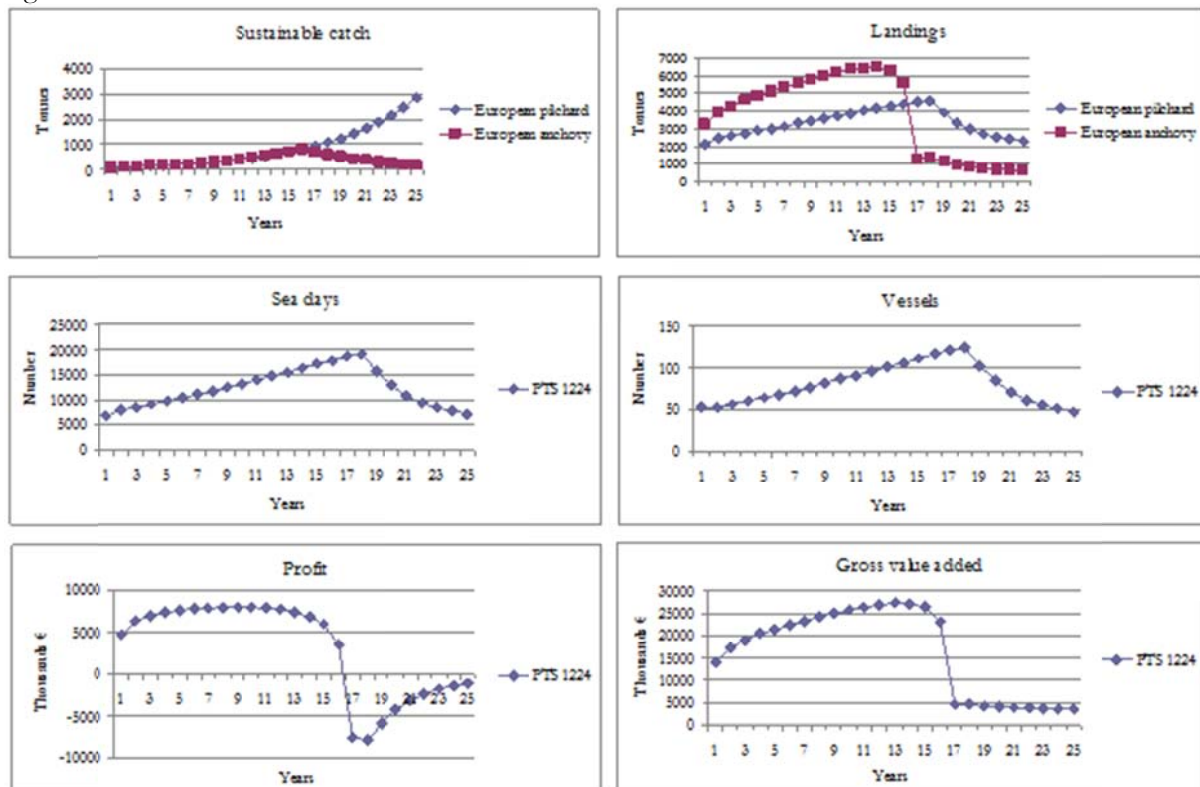 Sustainable catch
Tonnes
4000
3000
2000
1000
0
1 3 5 7 9 11 13 15 17 19 21 23 25
Years
European pilchard
European anchovy
Landings
Tonnes
7000
6000
5000
4000
3000
2000
1000
0
1 3 5 7 9 11 13 15 17 19 21 23 25
Years
European pilchard
European anchovy
Sea days
Number
25000
20000
15000
10000
5000
0
1 3 5 7 9 11 13 15 17 19 21 23 25
Years
PTS 1224
Vessels
Number
150
100
50
0
1 3 5 7 9 11 13 15 17 19 21 23 25
Years
PTS 1224
Profit
Thousands €
10000
5000
0
-5000
-10000
1 3 5 7 9 11 13 15 17 19 21 23 25
Years
PTS 1224
Gross value added
Thousands €
30000
25000
20000
15000
10000
5000
0
1 3 5 7 9 11 13 15 17 19 21 23 25
Years
PTS 1224